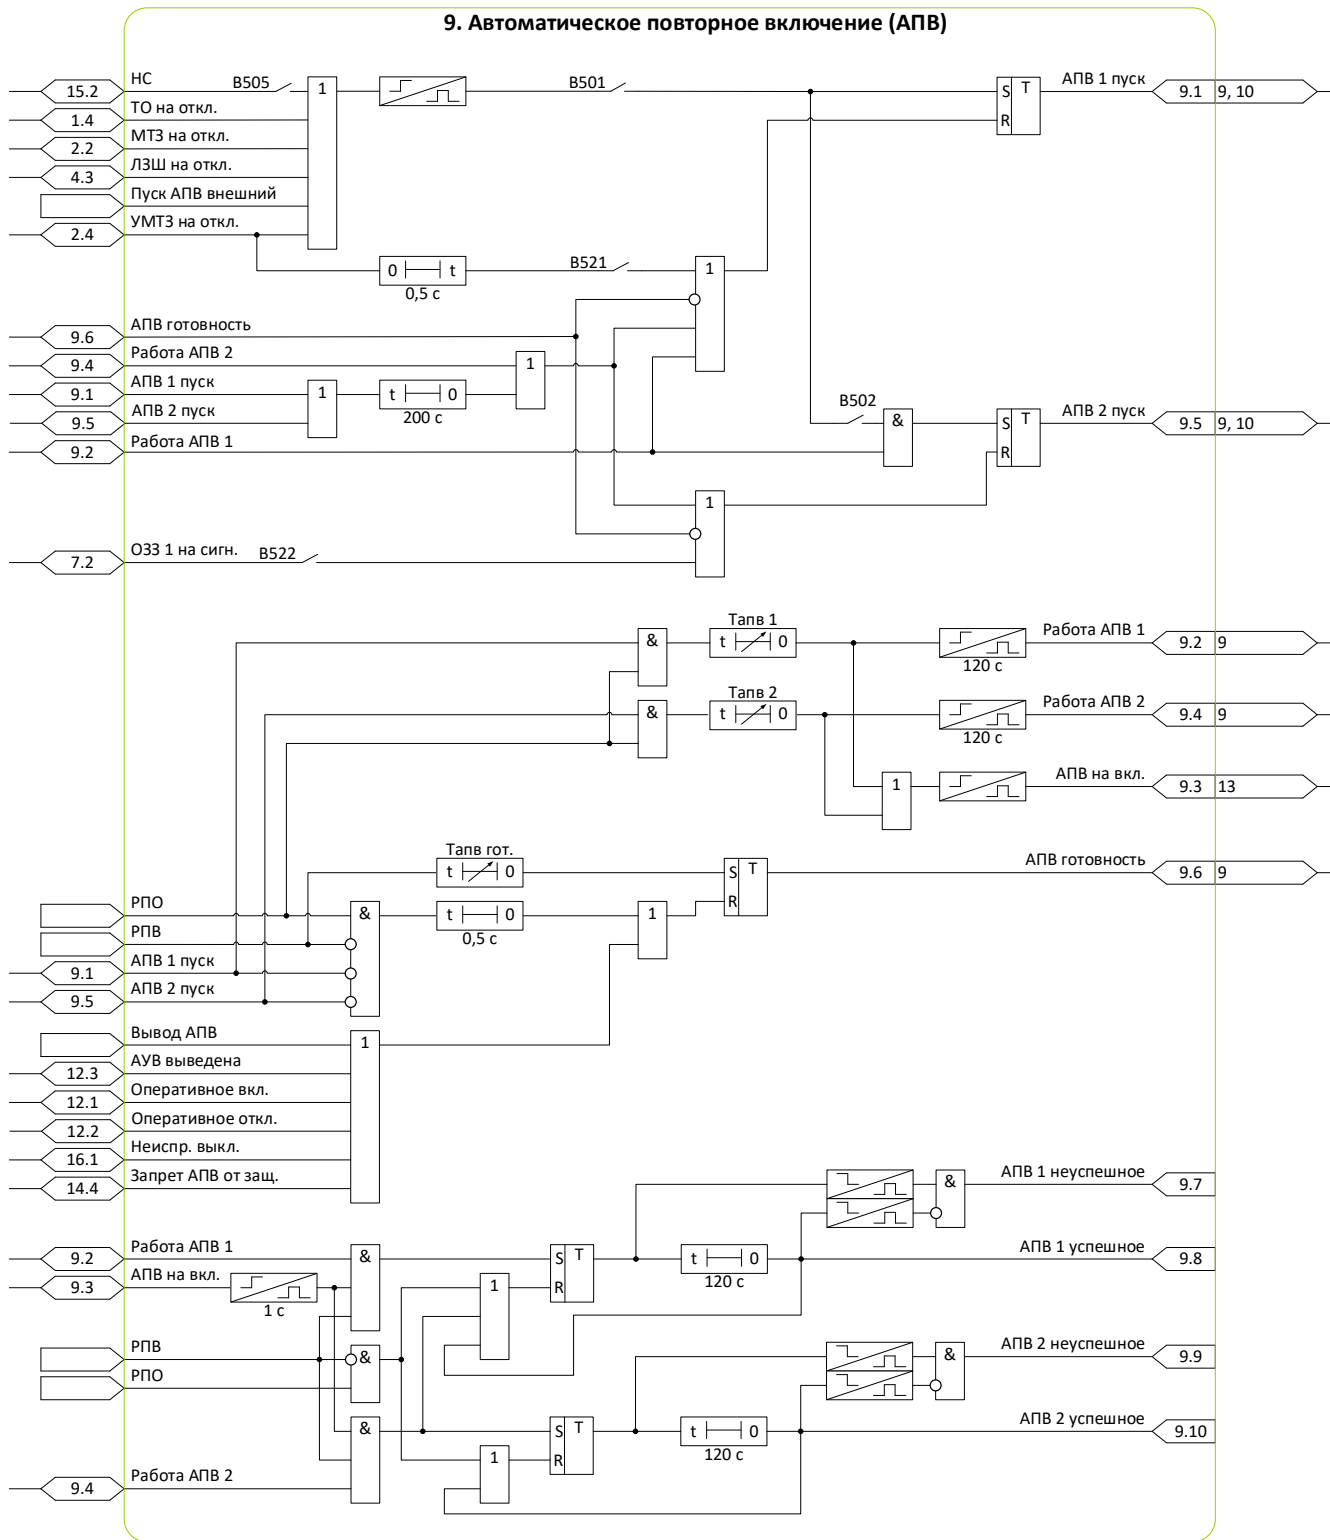 9. Автоматическое повторное включение (АПВ)
15.2 НС В505 1 В501 S T АПВ 1 пуск 9.1 9, 10
1.4 ТО на откл. R
2.2 МТЗ на откл.
4.3 ЛЗШ на откл.
Пуск АПВ внешний
2.4 УМТЗ на откл.
0 t В521 1
0,5 с
9.6 АПВ готовность
9.4 Работа АПВ 2 1
9.1 АПВ 1 пуск 1 t 0
200 с
9.5 АПВ 2 пуск В502 & S T АПВ 2 пуск 9.5 9, 10
9.2 Работа АПВ 1 R
1
7.2 ОЗЗ 1 на сигн. В522
Тапв 1
& t 0 Работа АПВ 1 9.2 9
120 с
Тапв 2
& t 0 Работа АПВ 2 9.4 9
120 с
1 АПВ на вкл. 9.3 13
Тапв гот.
t 0 S T АПВ готовность 9.6 9
РПО & t 0 1 R
0,5 с
РПВ
9.1 АПВ 1 пуск
9.5 АПВ 2 пуск
Вывод АПВ 1
12.3 АУВ выведена
12.1 Оперативное вкл.
12.2 Оперативное откл.
16.1 Неиспр. выкл.
14.4 Запрет АПВ от защ.
& АПВ 1 неуспешное 9.7
9.2 Работа АПВ 1 & S T t 0 АПВ 1 успешное 9.8
120 с
9.3 АПВ на вкл. 1 R
1 с
РПВ & & АПВ 2 неуспешное 9.9
РПО
& S T t 0 АПВ 2 успешное 9.10
120 с
1 R
9.4 Работа АПВ 2